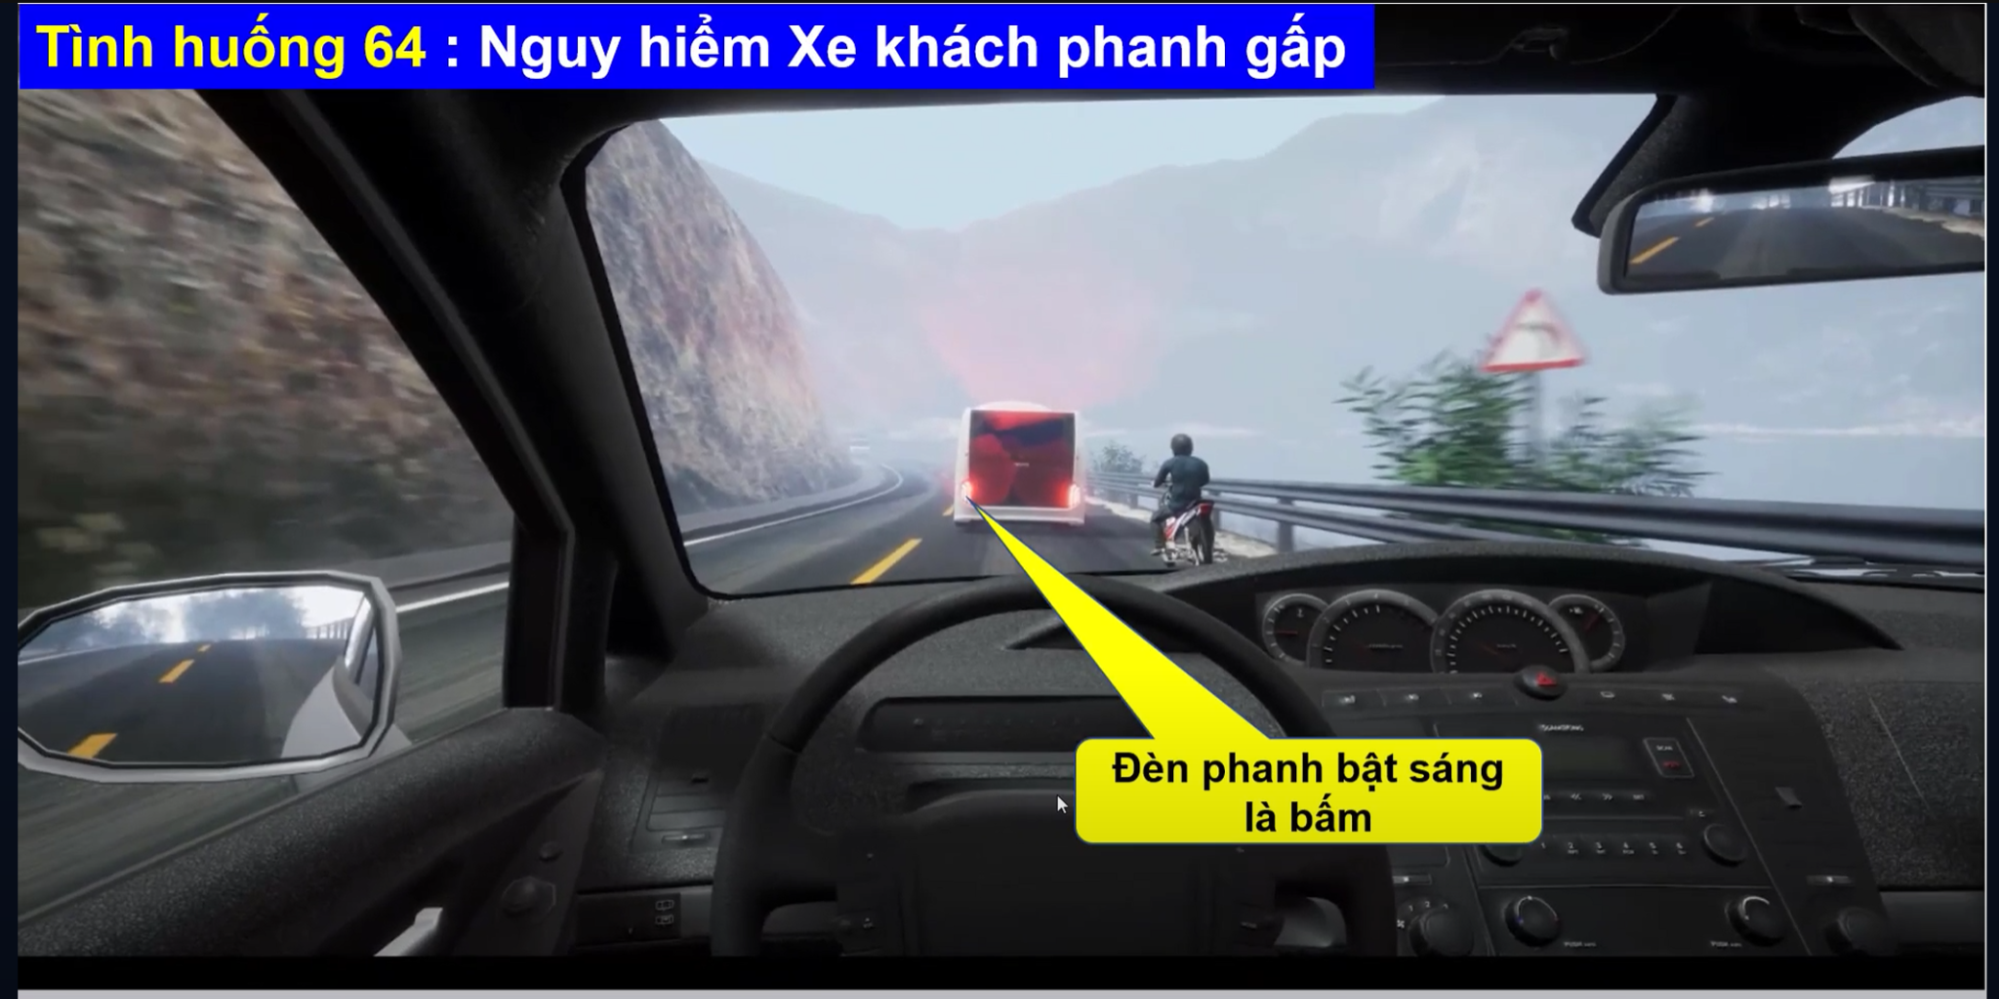 Tình huống 64 : Nguy hiểm Xe khách phanh gấp
Đèn phanh bật sáng
là bấm